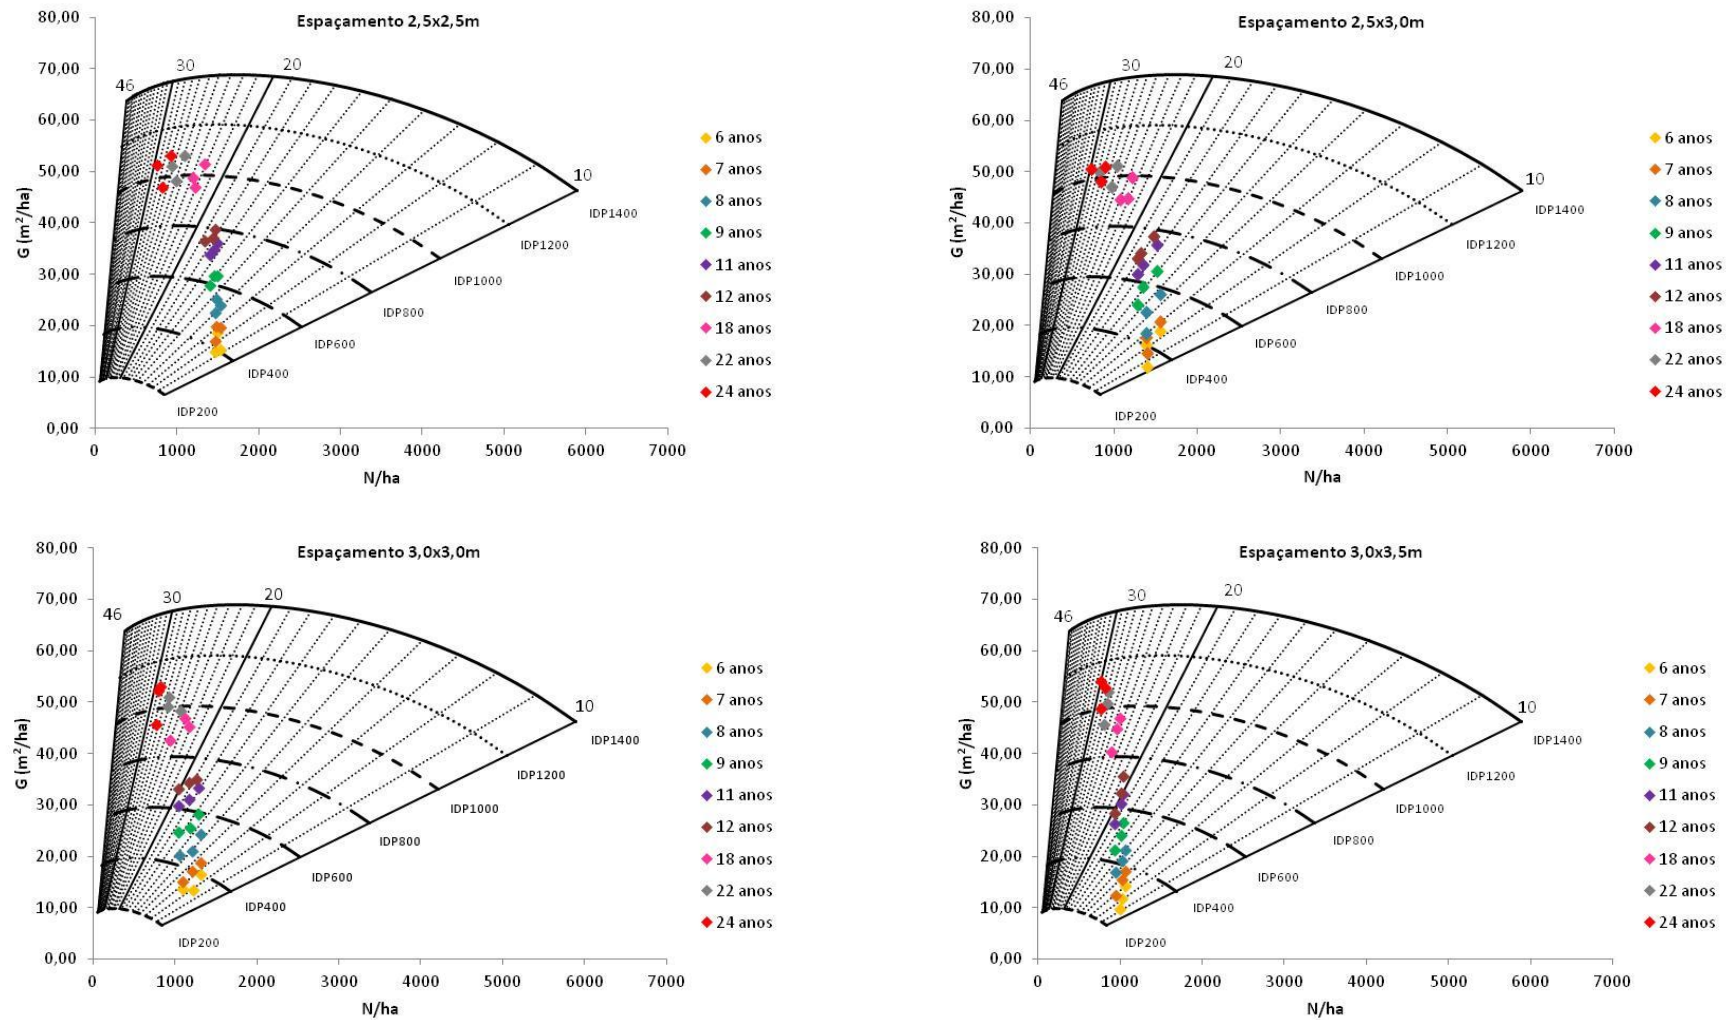 Espaçamento 2,5x2,5m
80,00
70,00
60,00
50,00
40,00
30,00
20,00
10,00
0,00
G (m²/ha)
46
30
20
10
IDP1400
IDP1200
IDP1000
IDP800
IDP600
IDP400
IDP200
0 1000 2000 3000 4000 5000 6000 7000
N/ha
6 anos
7 anos
8 anos
9 anos
11 anos
12 anos
18 anos
22 anos
24 anos
Espaçamento 2,5x3,0m
80,00
70,00
60,00
50,00
40,00
30,00
20,00
10,00
0,00
G (m²/ha)
46
30
20
10
IDP1400
IDP1200
IDP1000
IDP800
IDP600
IDP400
IDP200
0 1000 2000 3000 4000 5000 6000 7000
N/ha
6 anos
7 anos
8 anos
9 anos
11 anos
12 anos
18 anos
22 anos
24 anos
Espaçamento 3,0x3,0m
80,00
70,00
60,00
50,00
40,00
30,00
20,00
10,00
0,00
G (m²/ha)
46
30
20
10
IDP1400
IDP1200
IDP1000
IDP800
IDP600
IDP400
IDP200
0 1000 2000 3000 4000 5000 6000 7000
N/ha
6 anos
7 anos
8 anos
9 anos
11 anos
12 anos
18 anos
22 anos
24 anos
Espaçamento 3,0x3,5m
80,00
70,00
60,00
50,00
40,00
30,00
20,00
10,00
0,00
G (m²/ha)
46
30
20
10
IDP1400
IDP1200
IDP1000
IDP800
IDP600
IDP400
IDP200
0 1000 2000 3000 4000 5000 6000 7000
N/ha
6 anos
7 anos
8 anos
9 anos
11 anos
12 anos
18 anos
22 anos
24 anos